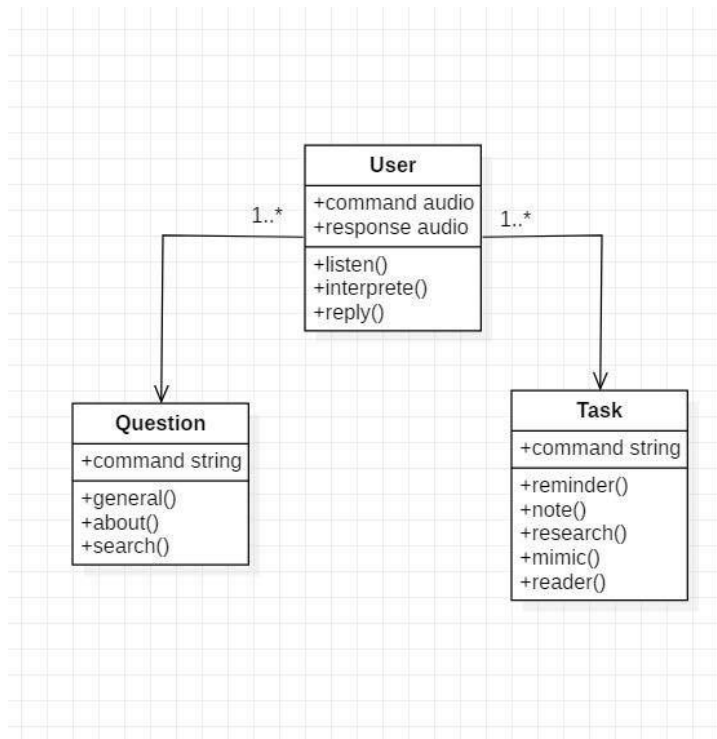 User
+command audio
+response audio
+listen()
+interprete()
+reply()
1..*
1..*
Question
+command string
+general()
+about()
+search()
Task
+command string
+reminder()
+note()
+research()
+mimic()
+reader()